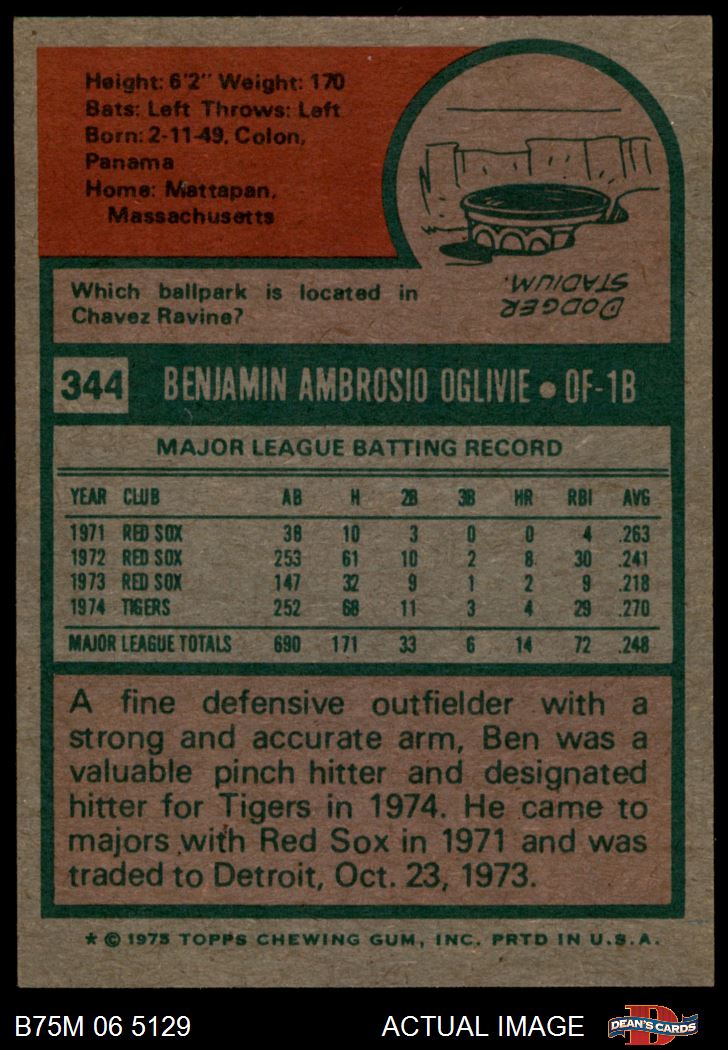 Height: 6'2" Weight: 170
Bats: Left Throws: Left
Born: 2-11-49, Colon,
Panama
Home: Mattapan,
Massachusetts
Which ballpark is located in
Chavez Ravine?
DODGER
STADIUM.
344 BENJAMIN AMBROSIO OGLIVIE • OF-1B
MAJOR LEAGUE BATTING RECORD
YEAR CLUB AB H 2B 3B HR RBI AVG
1971 RED SOX 38 10 3 0 0 4 .263
1972 RED SOX 253 61 10 2 8 30 .241
1973 RED SOX 147 32 9 1 2 9 .218
1974 TIGERS 252 68 11 3 4 29 .270
MAJOR LEAGUE TOTALS 690 171 33 6 14 72 .248
A fine defensive outfielder with a
strong and accurate arm, Ben was a
valuable pinch hitter and designated
hitter for Tigers in 1974. He came to
majors with Red Sox in 1971 and was
traded to Detroit, Oct. 23, 1973.
* © 1975 TOPPS CHEWING GUM, INC. PRTD IN U.S.A.
B75M 06 5129 ACTUAL IMAGE DEAN'S CARDS